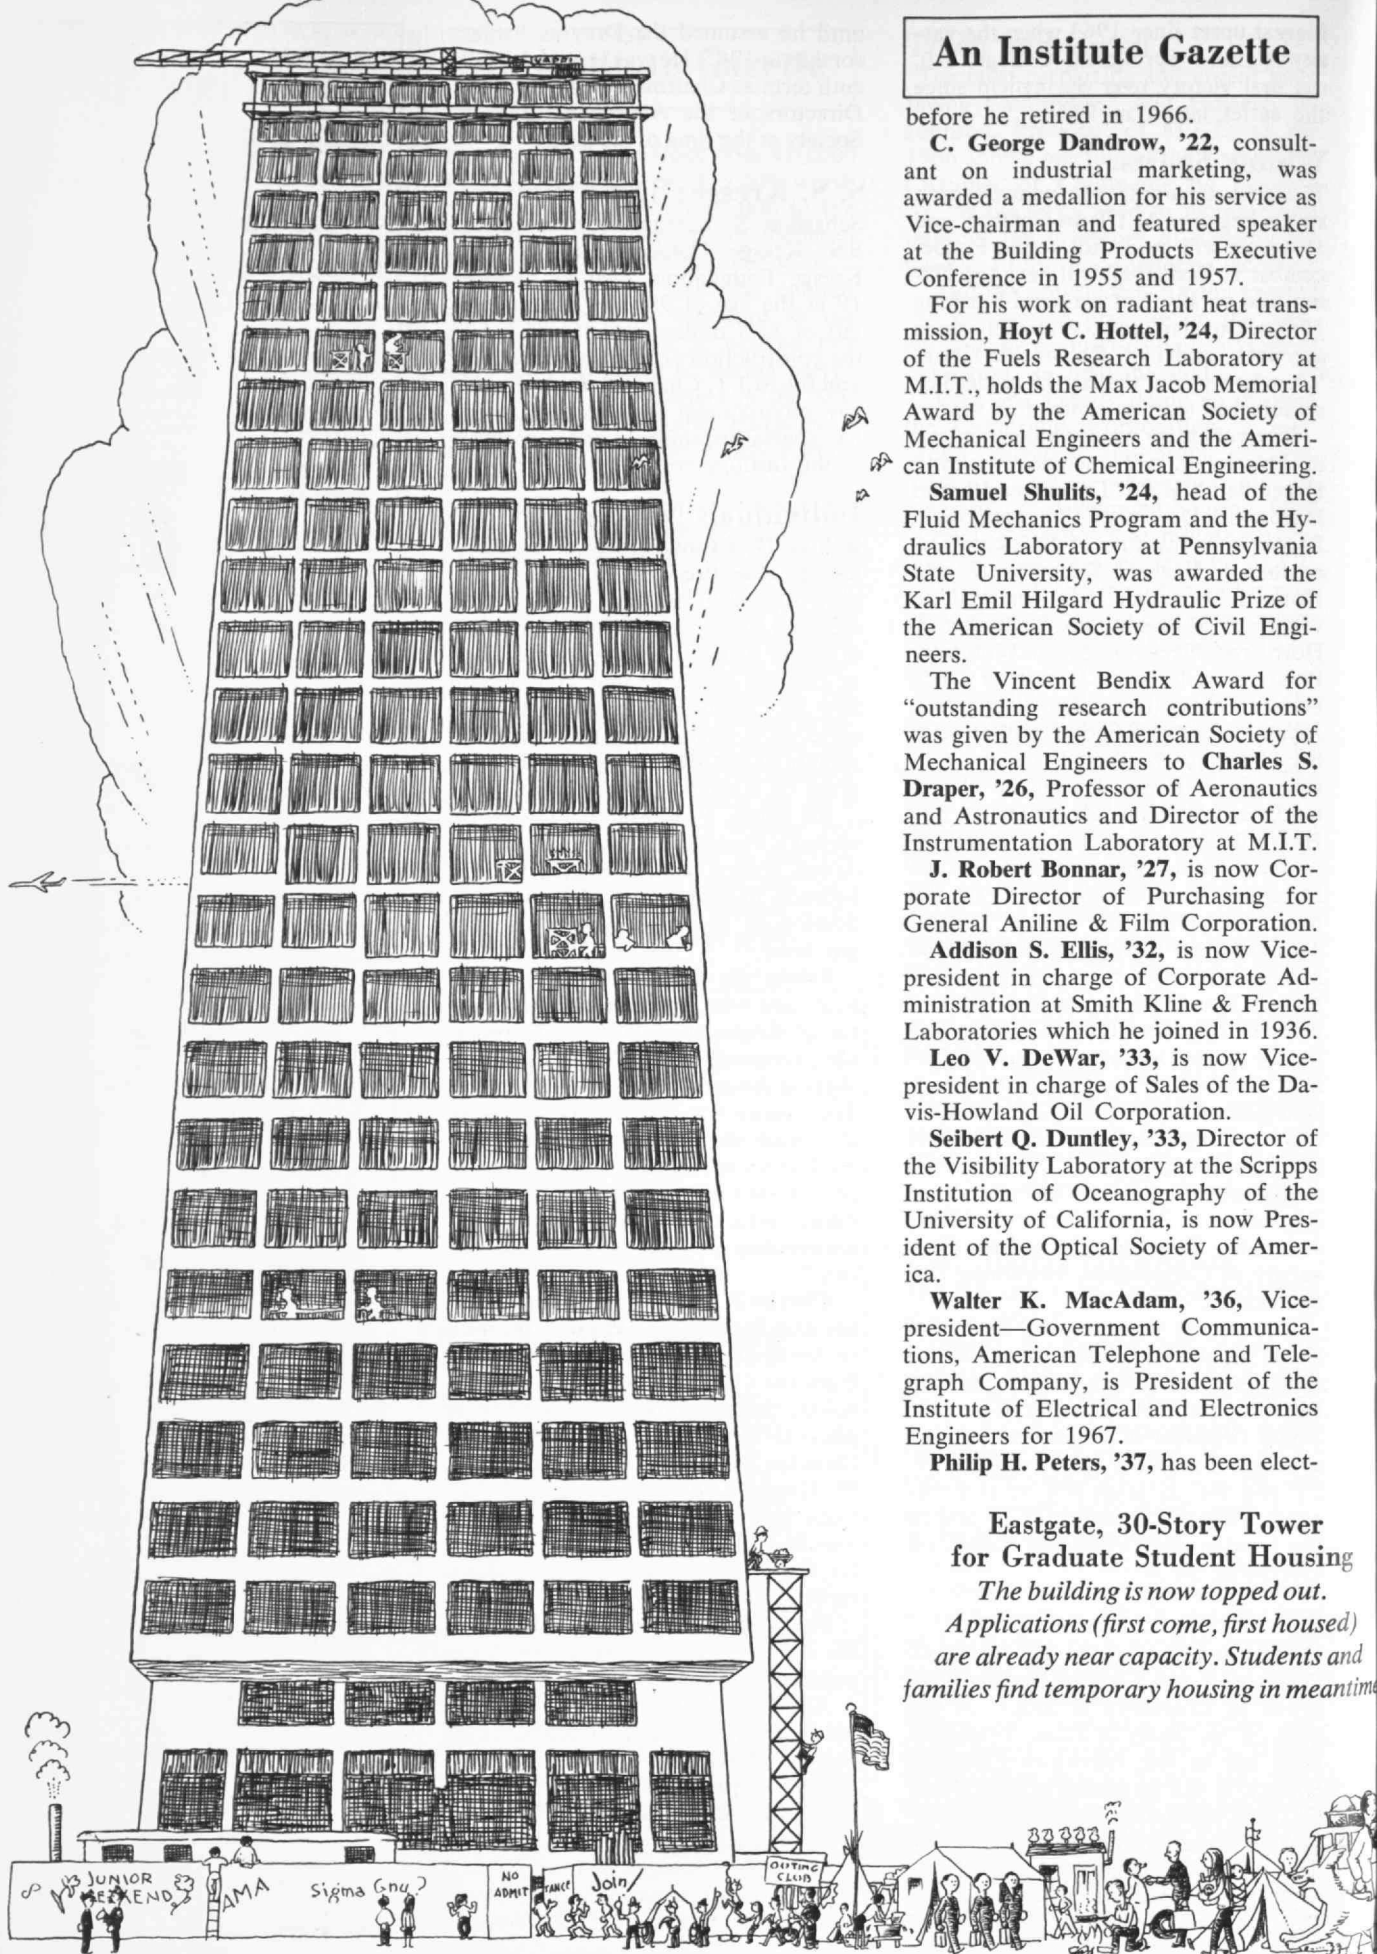 An Institute Gazette
before he retired in 1966.
C. George Dandrow, '22, consult-
ant on industrial marketing, was
awarded a medallion for his service as
Vice-chairman and featured speaker
at the Building Products Executive
Conference in 1955 and 1957.
For his work on radiant heat trans-
mission, Hoyt C. Hottel, '24, Director
of the Fuels Research Laboratory at
M.I.T., holds the Max Jacob Memorial
Award by the American Society of
Mechanical Engineers and the Ameri-
can Institute of Chemical Engineering.
Samuel Shulits, '24, head of the
Fluid Mechanics Program and the Hy-
draulics Laboratory at Pennsylvania
State University, was awarded the
Karl Emil Hilgard Hydraulic Prize of
the American Society of Civil Engi-
neers.
The Vincent Bendix Award for
“outstanding research contributions”
was given by the American Society of
Mechanical Engineers to Charles S.
Draper, '26, Professor of Aeronautics
and Astronautics and Director of the
Instrumentation Laboratory at M.I.T.
J. Robert Bonnar, '27, is now Cor-
porate Director of Purchasing for
General Aniline & Film Corporation.
Addison S. Ellis, '32, is now Vice-
president in charge of Corporate Ad-
ministration at Smith Kline & French
Laboratories which he joined in 1936.
Leo V. DeWar, '33, is now Vice-
president in charge of Sales of the Da-
vis-Howland Oil Corporation.
Seibert Q. Duntley, '33, Director of
the Visibility Laboratory at the Scripps
Institution of Oceanography of the
University of California, is now Pres-
ident of the Optical Society of Amer-
ica.
Walter K. MacAdam, '36, Vice-
president—Government Communica-
tions, American Telephone and Tele-
graph Company, is President of the
Institute of Electrical and Electronics
Engineers for 1967.
Philip H. Peters, '37, has been elect-
Eastgate, 30-Story Tower
for Graduate Student Housing
The building is now topped out.
Applications (first come, first housed)
are already near capacity. Students and
families find temporary housing in meantime
JUNIOR
WEEKEND
AMA
Sigma Gnu?
NO
ADMIT
TANCE
Join!
OUTING
CLUB